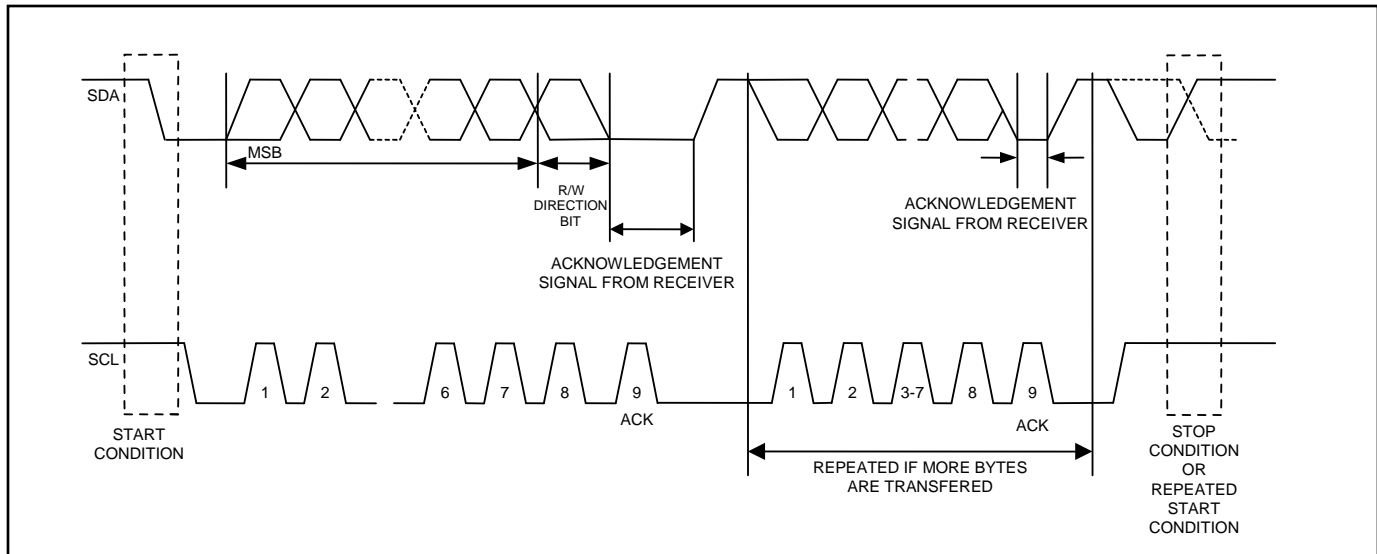 SDA
MSB
R/W
DIRECTION
BIT
ACKNOWLEDGEMENT
SIGNAL FROM RECEIVER
ACKNOWLEDGEMENT
SIGNAL FROM RECEIVER
SCL
1
2
6
7
8
9
ACK
1
2
3-7
8
9
ACK
START
CONDITION
REPEATED IF MORE BYTES
ARE TRANSFERED
STOP
CONDITION
OR
REPEATED
START
CONDITION